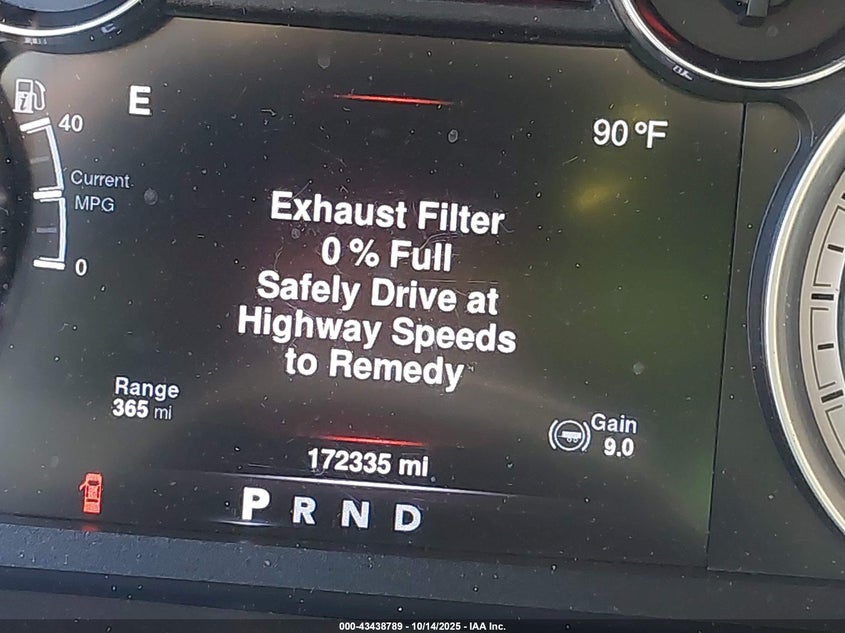 E
40
90 °F
Current
MPG
0
Exhaust Filter
0 % Full
Safely Drive at
Highway Speeds
to Remedy
Range
365 mi
Gain
9.0
172335 mi
P R N D
000-43438789 - 10/14/2025 - IAA Inc.